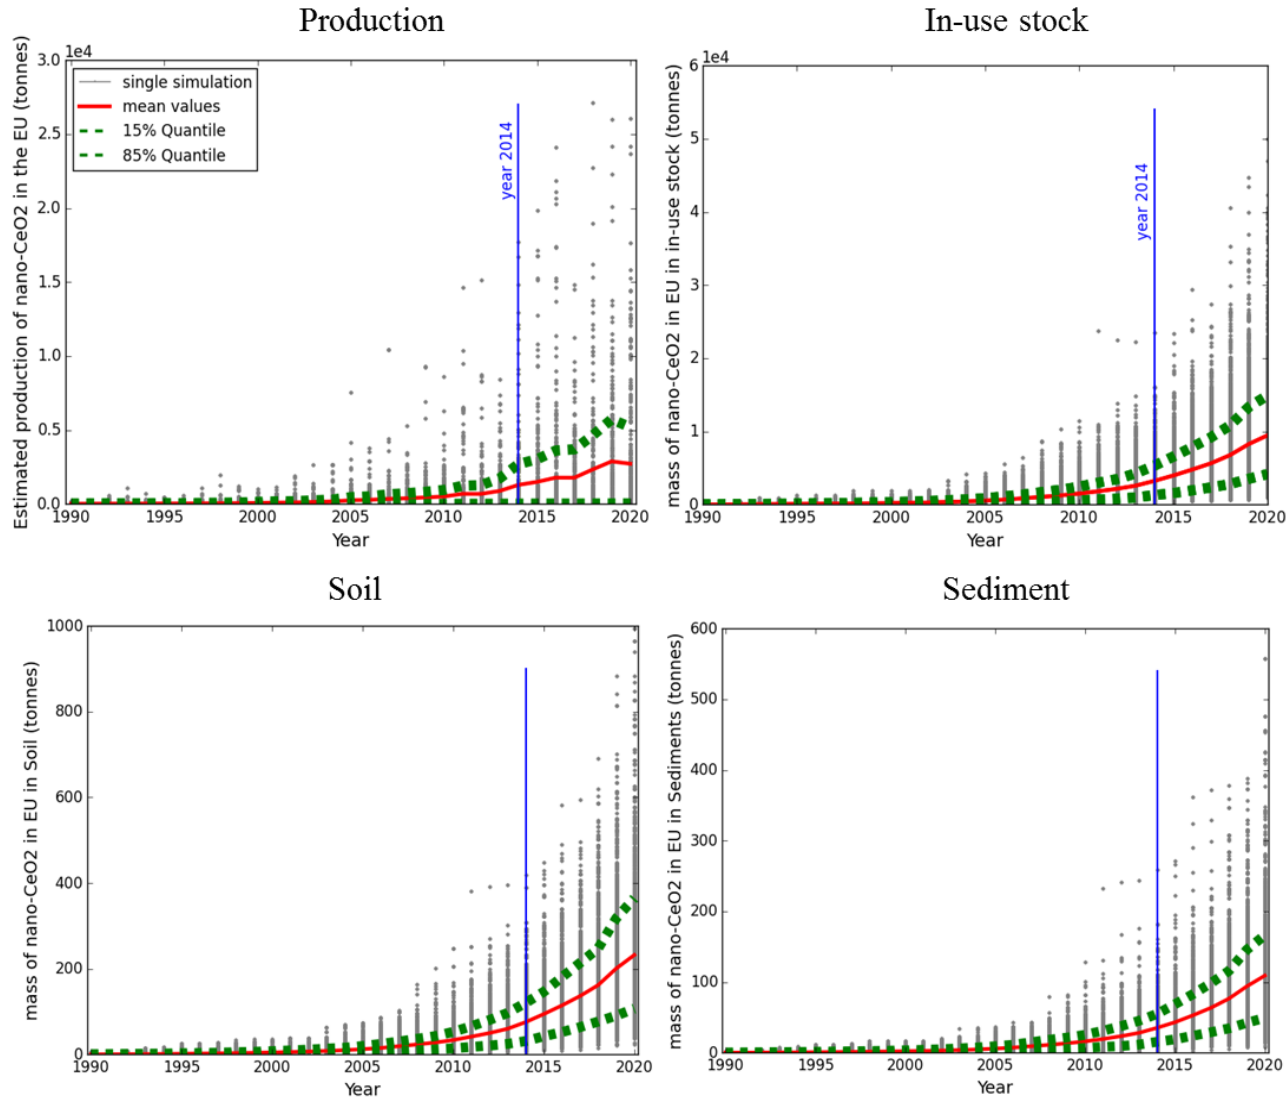 Production
1e4
3.0
2.5
2.0
1.5
1.0
0.5
0.0
Estimated production of nano-CeO2 in the EU (tonnes)
single simulation
mean values
15% Quantile
85% Quantile
year 2014
1990 1995 2000 2005 2010 2015 2020
Year
In-use stock
1e4
6
5
4
3
2
1
0
mass of nano-CeO2 in EU in in-use stock (tonnes)
year 2014
1990 1995 2000 2005 2010 2015 2020
Year
Soil
1000
800
600
400
200
0
mass of nano-CeO2 in EU in Soil (tonnes)
1990 1995 2000 2005 2010 2015 2020
Year
Sediment
600
500
400
300
200
100
0
mass of nano-CeO2 in EU in Sediments (tonnes)
1990 1995 2000 2005 2010 2015 2020
Year